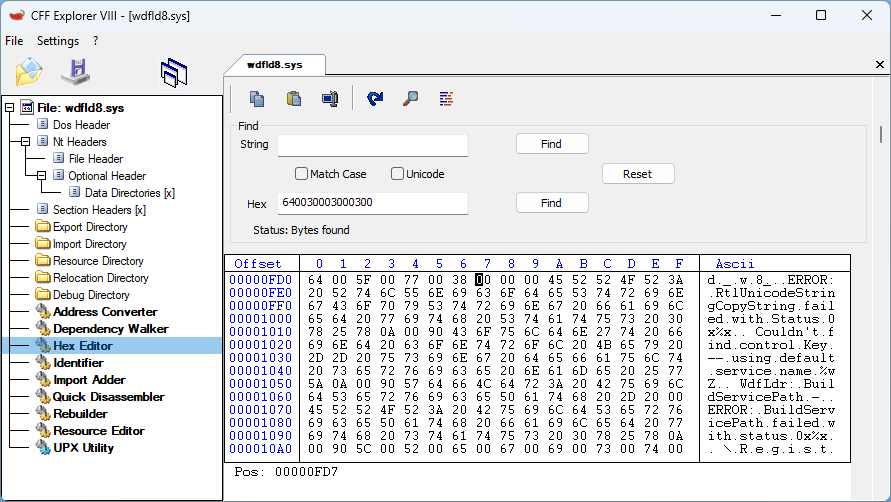 CFF Explorer VIII - [wdfld8.sys]
File Settings ?
wdfld8.sys
File: wdfld8.sys
Dos Header
Nt Headers
File Header
Optional Header
Data Directories [x]
Section Headers [x]
Export Directory
Import Directory
Resource Directory
Relocation Directory
Debug Directory
Address Converter
Dependency Walker
Hex Editor
Identifier
Import Adder
Quick Disassembler
Rebuilder
Resource Editor
UPX Utility
Find
String Find
Match Case Unicode Reset
Hex 640030003000300 Find
Status: Bytes found
Offset 0 1 2 3 4 5 6 7 8 9 A B C D E F Ascii
00000FD0 64 00 5F 00 77 00 38 00 00 00 45 52 52 4F 52 3A d._.w.8_..ERROR:
00000FE0 20 52 74 6C 55 6E 69 63 6F 64 65 53 74 72 69 6E .RtlUnicodeStrin
00000FF0 67 43 6F 70 79 53 74 72 69 6E 67 20 66 61 69 6C gCopyString.fail
00001000 65 64 20 77 69 74 68 20 53 74 61 74 75 73 20 30 ed.with.Status.0
00001010 78 25 78 0A 00 90 43 6F 75 6C 64 6E 27 74 20 66 x%x...Couldn't.f
00001020 69 6E 64 20 63 6F 6E 74 72 6F 6C 20 4B 65 79 20 ind.control.Key.
00001030 2D 2D 20 75 73 69 6E 67 20 64 65 66 61 75 6C 74 --.using.default
00001040 20 73 65 72 76 69 63 65 20 6E 61 6D 65 20 25 77 .service.name.%w
00001050 5A 0A 00 90 57 64 66 4C 64 72 3A 20 42 75 69 6C Z...WdfLdr:.Buil
00001060 64 53 65 72 76 69 63 65 50 61 74 68 20 2D 20 00 dServicePath.-..
00001070 45 52 52 4F 52 3A 20 42 75 69 6C 64 53 65 72 76 ERROR:.BuildServ
00001080 69 63 65 50 61 74 68 20 66 61 69 6C 65 64 20 77 icePath.failed.w
00001090 69 74 68 20 73 74 61 74 75 73 20 30 78 25 78 0A ith.status.0x%x.
000010A0 00 90 5C 00 52 00 65 00 67 00 69 00 73 00 74 00 ..\.R.e.g.i.s.t.
Pos: 00000FD7